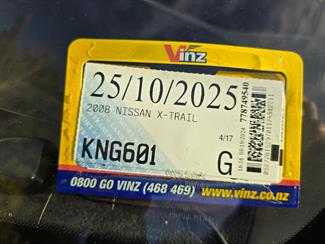 Vinz
25/10/2025
2008 NISSAN X-TRAIL
4/17
KNG601
G
778749540
0800 GO VINZ (468 469) www.vinz.co.nz